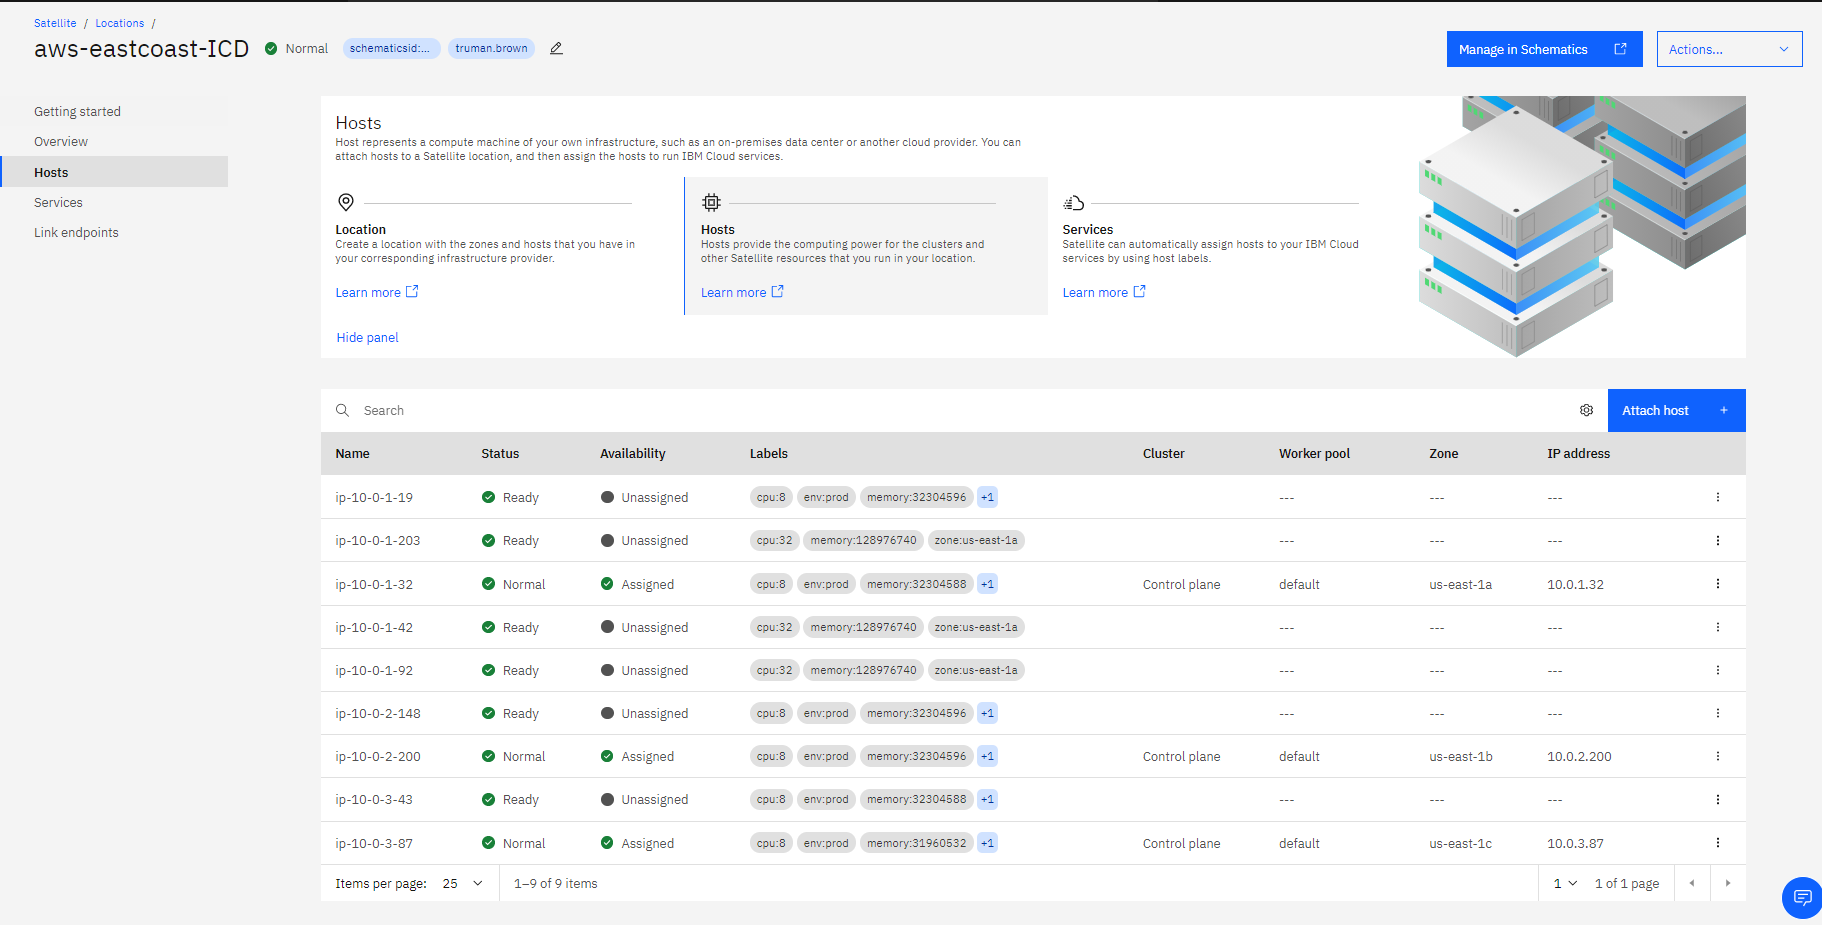 Satellite / Locations /
aws-eastcoast-ICD Normal schematicsid:... truman.brown
Manage in Schematics Actions...
Getting started
Overview
Hosts
Services
Link endpoints
Hosts
Host represents a compute machine of your own infrastructure, such as an on-premises data center or another cloud provider. You can
attach hosts to a Satellite location, and then assign the hosts to run IBM Cloud services.
Location
Create a location with the zones and hosts that you have in
your corresponding infrastructure provider.
Learn more
Hosts
Hosts provide the computing power for the clusters and
other Satellite resources that you run in your location.
Learn more
Services
Satellite can automatically assign hosts to your IBM Cloud
services by using host labels.
Learn more
Hide panel
Search Attach host +
Name Status Availability Labels Cluster Worker pool Zone IP address
ip-10-0-1-19 Ready Unassigned cpu:8 env:prod memory:32304596 +1 --- --- ---
ip-10-0-1-203 Ready Unassigned cpu:32 memory:128976740 zone:us-east-1a --- --- ---
ip-10-0-1-32 Normal Assigned cpu:8 env:prod memory:32304588 +1 Control plane default us-east-1a 10.0.1.32
ip-10-0-1-42 Ready Unassigned cpu:32 memory:128976740 zone:us-east-1a --- --- ---
ip-10-0-1-92 Ready Unassigned cpu:32 memory:128976740 zone:us-east-1a --- --- ---
ip-10-0-2-148 Ready Unassigned cpu:8 env:prod memory:32304596 +1 --- --- ---
ip-10-0-2-200 Normal Assigned cpu:8 env:prod memory:32304596 +1 Control plane default us-east-1b 10.0.2.200
ip-10-0-3-43 Ready Unassigned cpu:8 env:prod memory:32304588 +1 --- --- ---
ip-10-0-3-87 Normal Assigned cpu:8 env:prod memory:31960532 +1 Control plane default us-east-1c 10.0.3.87
Items per page: 25 1–9 of 9 items 1 1 of 1 page